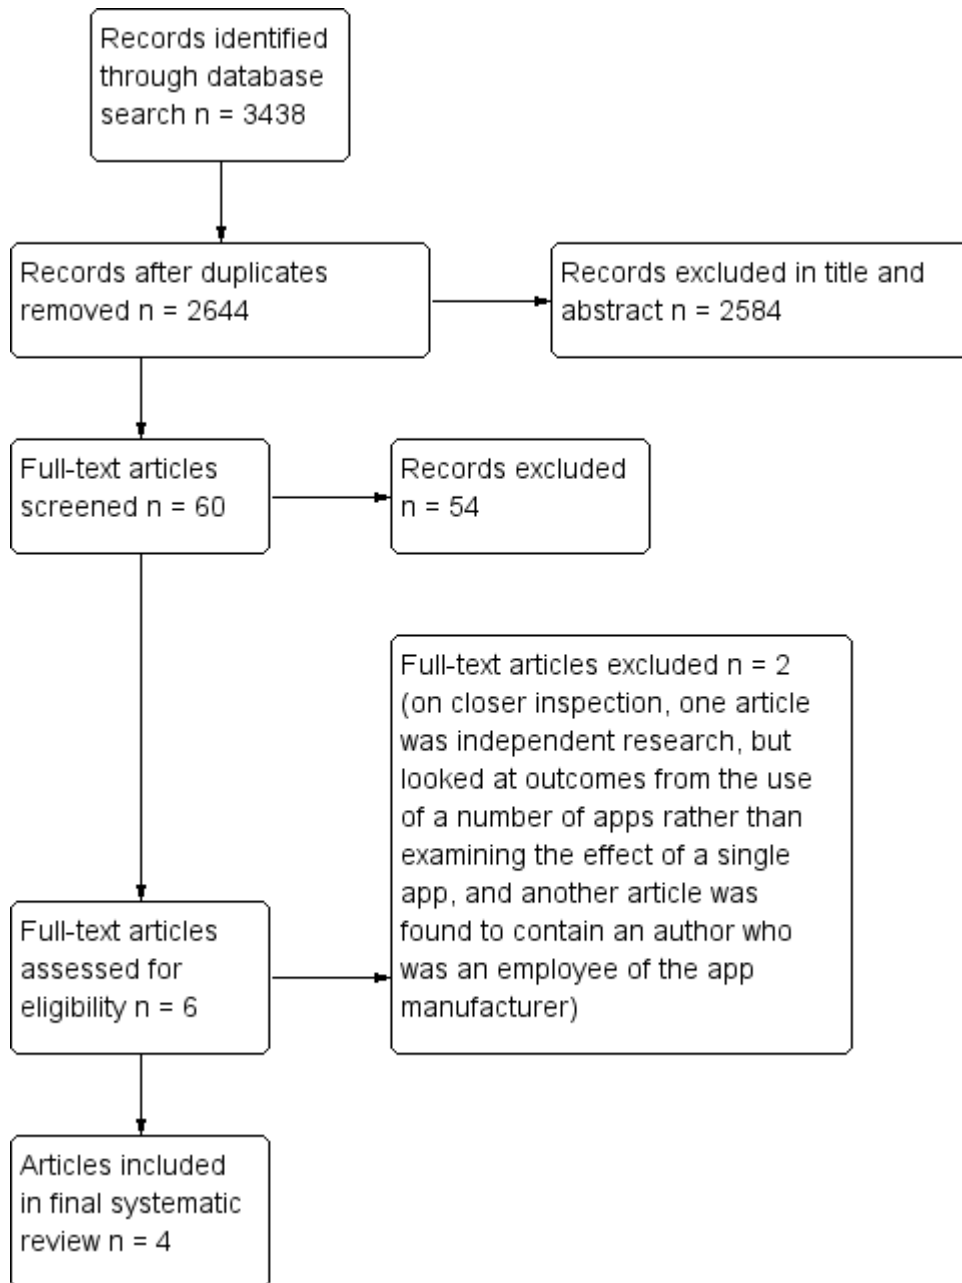 Records identified
through database
search n = 3438
Records after duplicates
removed n = 2644
Records excluded in title and
abstract n = 2584
Full-text articles
screened n = 60
Records excluded
n = 54
Full-text articles excluded n = 2
(on closer inspection, one article
was independent research, but
looked at outcomes from the use
of a number of apps rather than
examining the effect of a single
app, and another article was
found to contain an author who
was an employee of the app
manufacturer)
Full-text articles
assessed for
eligibility n = 6
Articles included
in final systematic
review n = 4